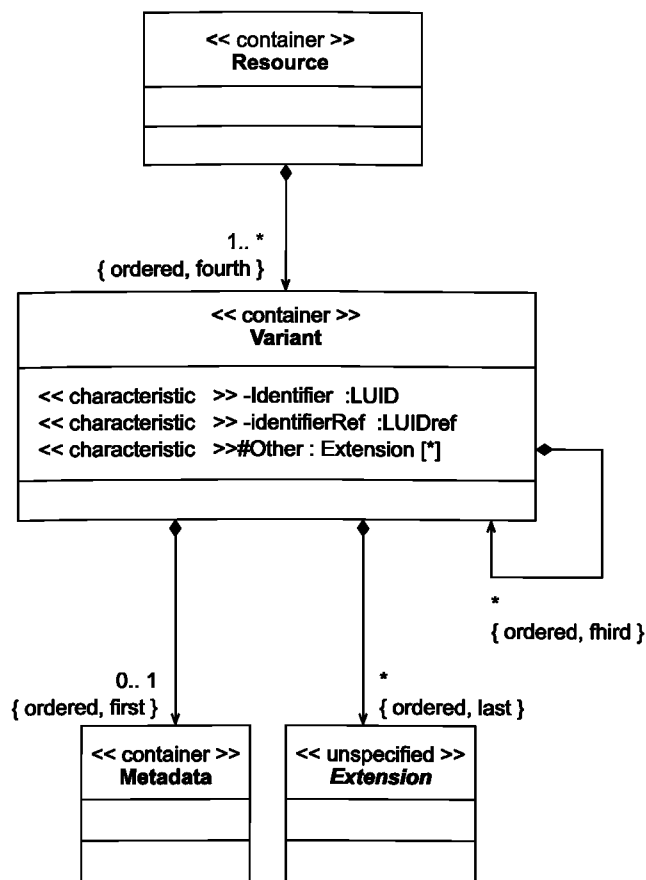 << container >>
Resource
1.. *
{ ordered, fourth }
<< container >>
Variant
<< characteristic >> -Identifier :LUID
<< characteristic >> -identifierRef :LUIDref
<< characteristic >>#Other : Extension [*]
*
{ ordered, fhird }
0.. 1
{ ordered, first }
*
{ ordered, last }
<< container >>
Metadata
<< unspecified >>
Extension